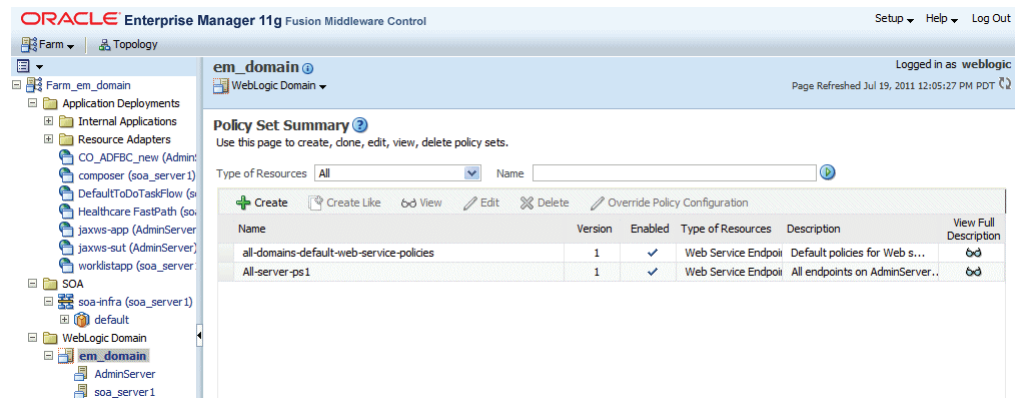 ORACLE Enterprise Manager 11g Fusion Middleware Control
Setup Help Log Out
Farm Topology
Farm_em_domain
Application Deployments
Internal Applications
Resource Adapters
CO_ADFBC_new (Admin
composer (soa_server1)
DefaultToDoTaskFlow (s
Healthcare FastPath (soa
jaxws-app (AdminServer
jaxws-sut (AdminServer)
worklistapp (soa_server
SOA
soa-infra (soa_server1)
default
WebLogic Domain
em_domain
AdminServer
soa_server1
em_domain
Logged in as weblogic
WebLogic Domain
Page Refreshed Jul 19, 2011 12:05:27 PM PDT
Policy Set Summary
Use this page to create, clone, edit, view, delete policy sets.
Type of Resources All Name
Create Create Like View Edit Delete Override Policy Configuration
Name Version Enabled Type of Resources Description View Full Description
all-domains-default-web-service-policies 1 Web Service Endpoi Default policies for Web s...
All-server-ps1 1 Web Service Endpoi All endpoints on AdminServer..